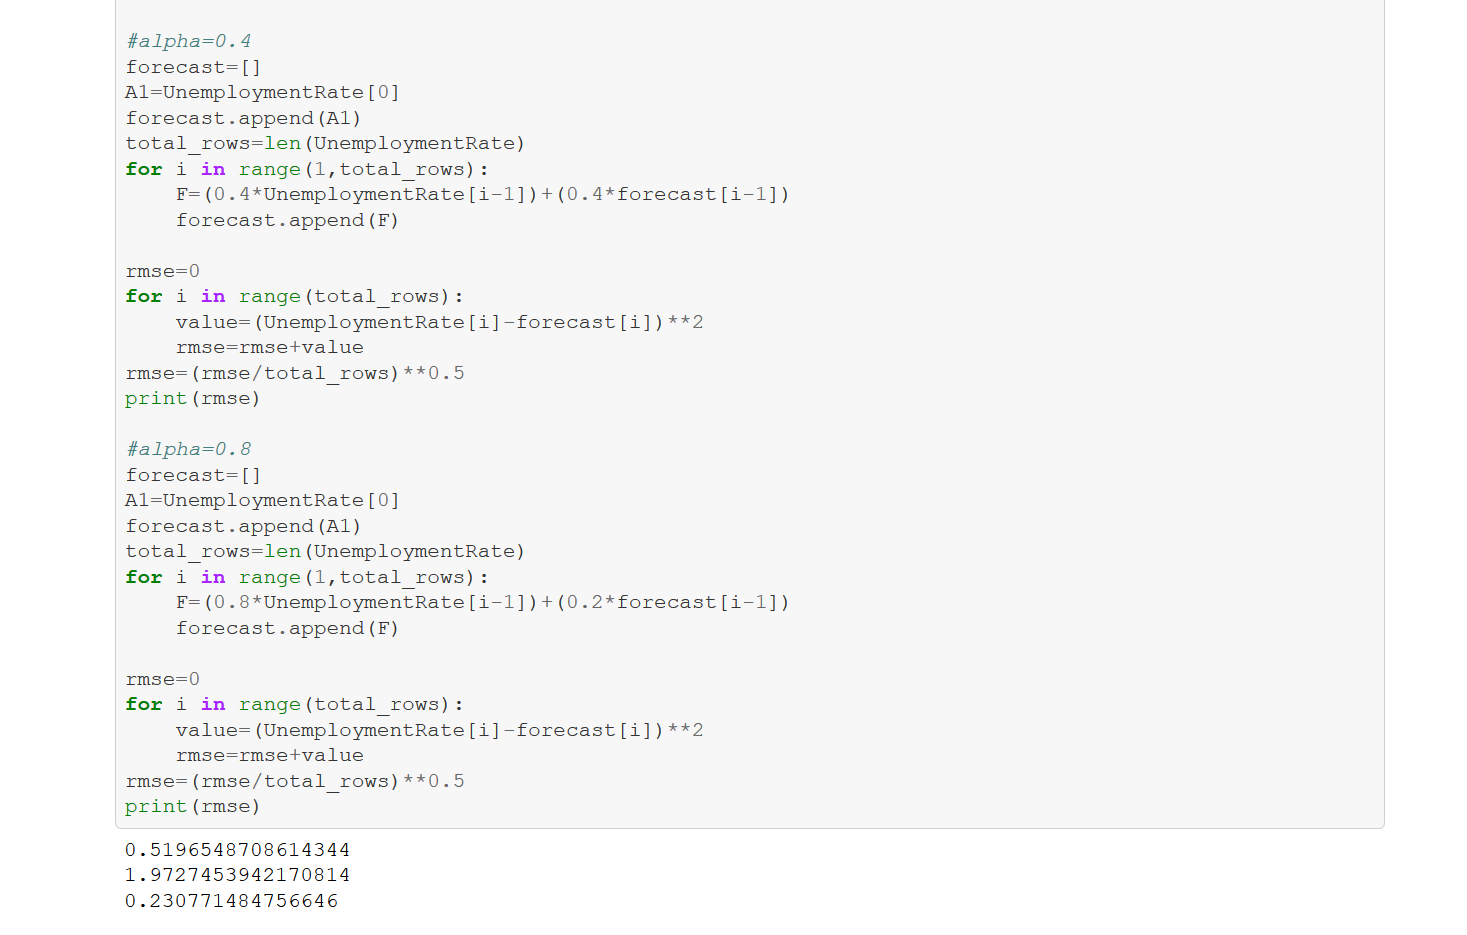 #alpha=0.4
forecast=[]
A1=UnemploymentRate[0]
forecast.append(A1)
total_rows=len(UnemploymentRate)
for i in range(1,total_rows):
    F=(0.4*UnemploymentRate[i-1])+(0.4*forecast[i-1])
    forecast.append(F)

rmse=0
for i in range(total_rows):
    value=(UnemploymentRate[i]-forecast[i])**2
    rmse=rmse+value
rmse=(rmse/total_rows)**0.5
print(rmse)

#alpha=0.8
forecast=[]
A1=UnemploymentRate[0]
forecast.append(A1)
total_rows=len(UnemploymentRate)
for i in range(1,total_rows):
    F=(0.8*UnemploymentRate[i-1])+(0.2*forecast[i-1])
    forecast.append(F)

rmse=0
for i in range(total_rows):
    value=(UnemploymentRate[i]-forecast[i])**2
    rmse=rmse+value
rmse=(rmse/total_rows)**0.5
print(rmse)
0.5196548708614344
1.9727453942170814
0.230771484756646